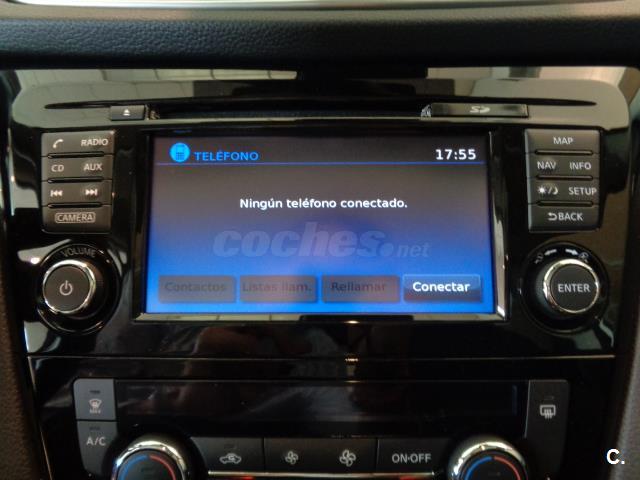 RADIO
CD AUX
CAMERA
VOLUME
SD
TELÉFONO 17:55
Ningún teléfono conectado.
coches.net
Contactos Listas llam. Rellamar Conectar
MAP
NAV INFO
SETUP
BACK
ENTER
MAX
A/C
ON·OFF
C.